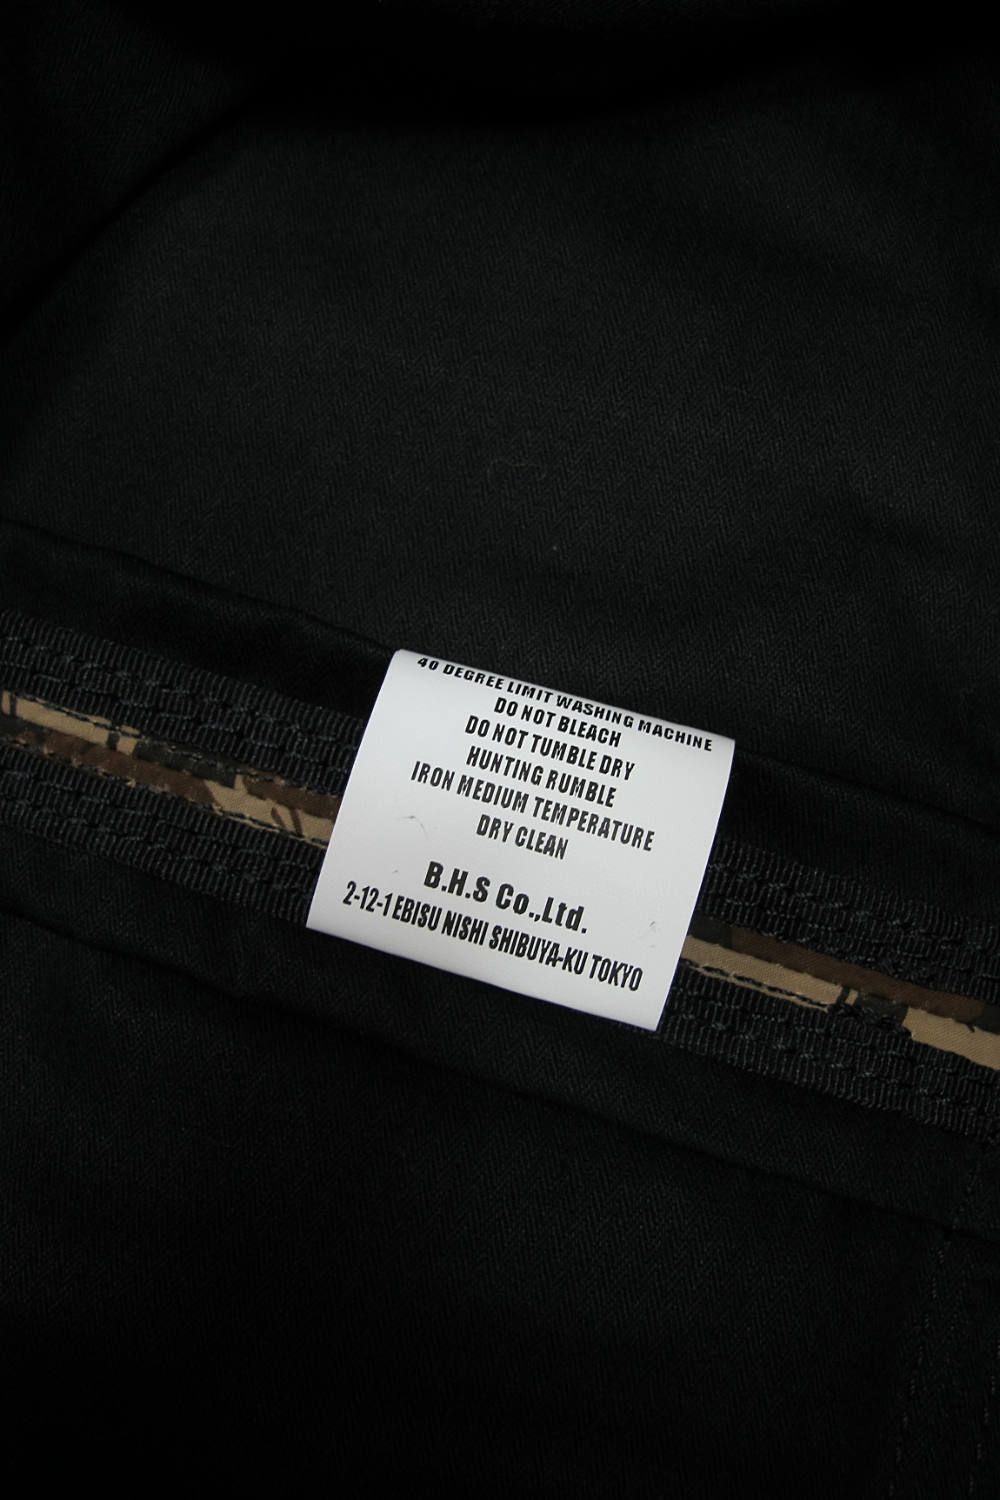 40 DEGREE LIMIT WASHING MACHINE
DO NOT BLEACH
DO NOT TUMBLE DRY
HUNTING RUMBLE
IRON MEDIUM TEMPERATURE
DRY CLEAN
B.H.S Co.,Ltd.
2-12-1 EBISU NISHI SHIBUYA-KU TOKYO